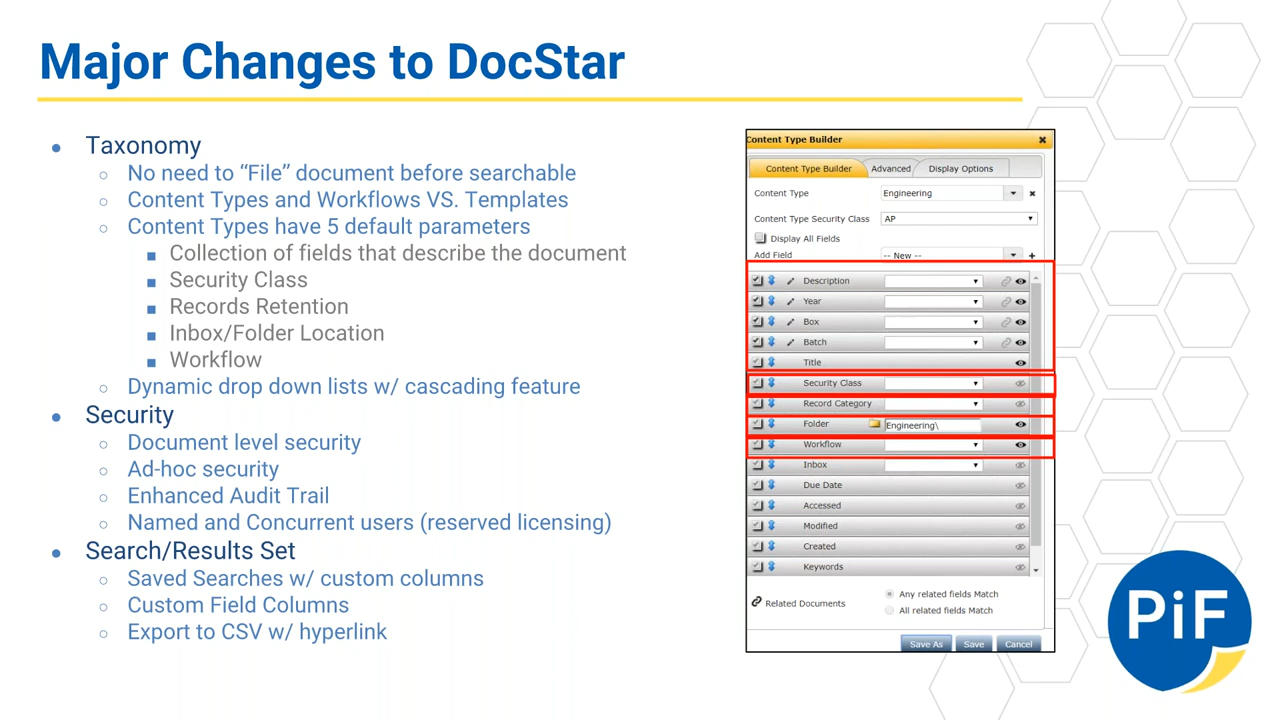 Major Changes to DocStar
Taxonomy
No need to “File” document before searchable
Content Types and Workflows VS. Templates
Content Types have 5 default parameters
Collection of fields that describe the document
Security Class
Records Retention
Inbox/Folder Location
Workflow
Dynamic drop down lists w/ cascading feature
Security
Document level security
Ad-hoc security
Enhanced Audit Trail
Named and Concurrent users (reserved licensing)
Search/Results Set
Saved Searches w/ custom columns
Custom Field Columns
Export to CSV w/ hyperlink
Content Type Builder
Content Type Builder Advanced Display Options
Content Type Engineering
Content Type Security Class AP
Display All Fields
Add Field -- New --
Description
Year
Box
Batch
Title
Security Class
Record Category
Folder Engineering\
Workflow
Inbox
Due Date
Accessed
Modified
Created
Keywords
Related Documents
Any related fields Match
All related fields Match
Save As Save Cancel
PiF